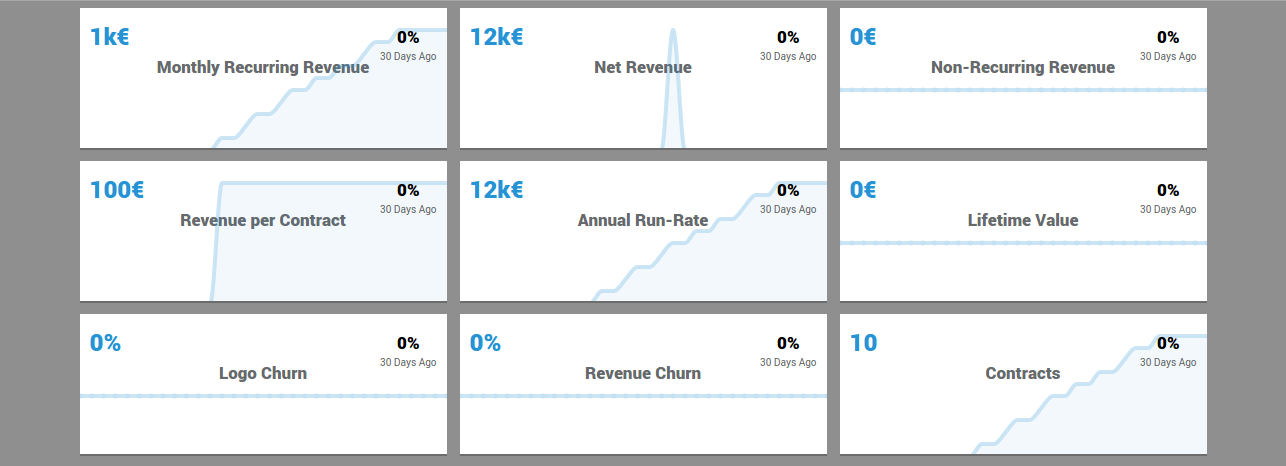 1k€
0%
30 Days Ago
Monthly Recurring Revenue
12k€
0%
30 Days Ago
Net Revenue
0€
0%
30 Days Ago
Non-Recurring Revenue
100€
0%
30 Days Ago
Revenue per Contract
12k€
0%
30 Days Ago
Annual Run-Rate
0€
0%
30 Days Ago
Lifetime Value
0%
0%
30 Days Ago
Logo Churn
0%
0%
30 Days Ago
Revenue Churn
10
0%
30 Days Ago
Contracts